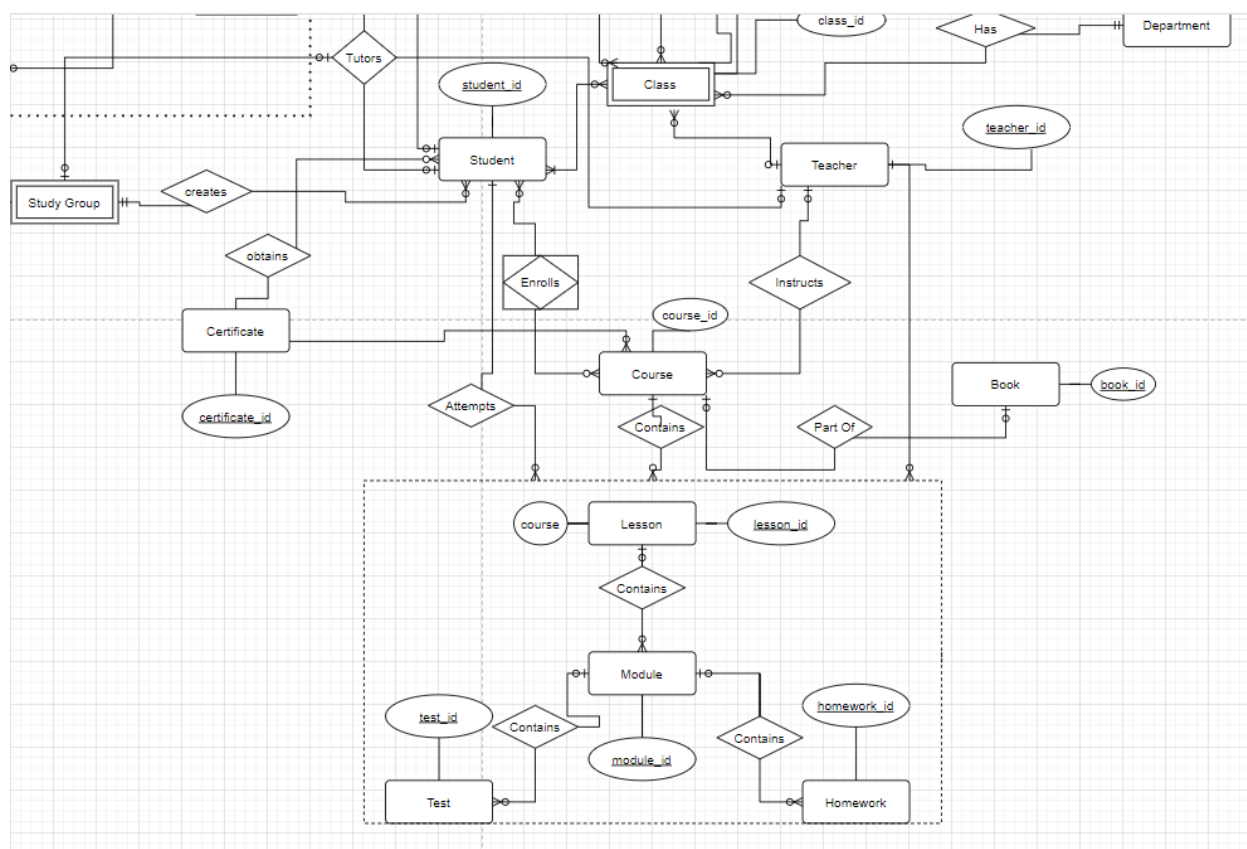 class_id
Has
Department
Tutors
student_id
Class
teacher_id
Student
Teacher
creates
Study Group
obtains
Enrolls
Instructs
course_id
Certificate
Course
Book
book_id
certificate_id
Attempts
Contains
Part Of
course
Lesson
lesson_id
Contains
Module
test_id
homework_id
Contains
Contains
module_id
Test
Homework